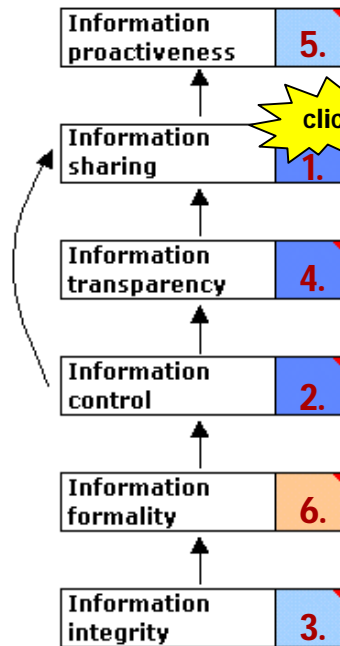 Information
proactiveness
5.
Information
sharing
1.
Information
transparency
4.
Information
control
2.
Information
formality
6.
Information
integrity
3.